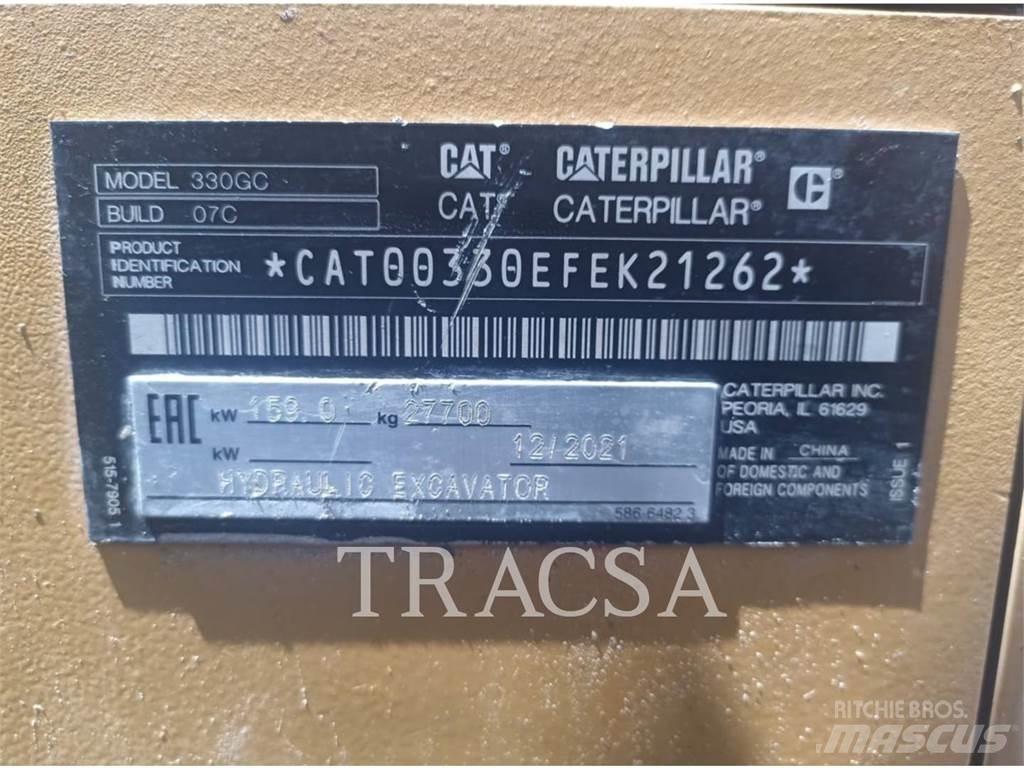 CAT® CATERPILLAR®
CATS CATERPILLAR®
MODEL 330GC
BUILD 07C
PRODUCT
IDENTIFICATION
NUMBER
*CAT00330EFEK21262*
EAC kW 159.0 kg 27700
kW 12/2021
HYDRAULIC EXCAVATOR
586-6482 3
515-7905 1
CATERPILLAR INC.
PEORIA, IL 61629
USA
MADE IN CHINA
OF DOMESTIC AND
FOREIGN COMPONENTS
ISSUE 1
TRACSA
RITCHIE BROS.
MASCUS